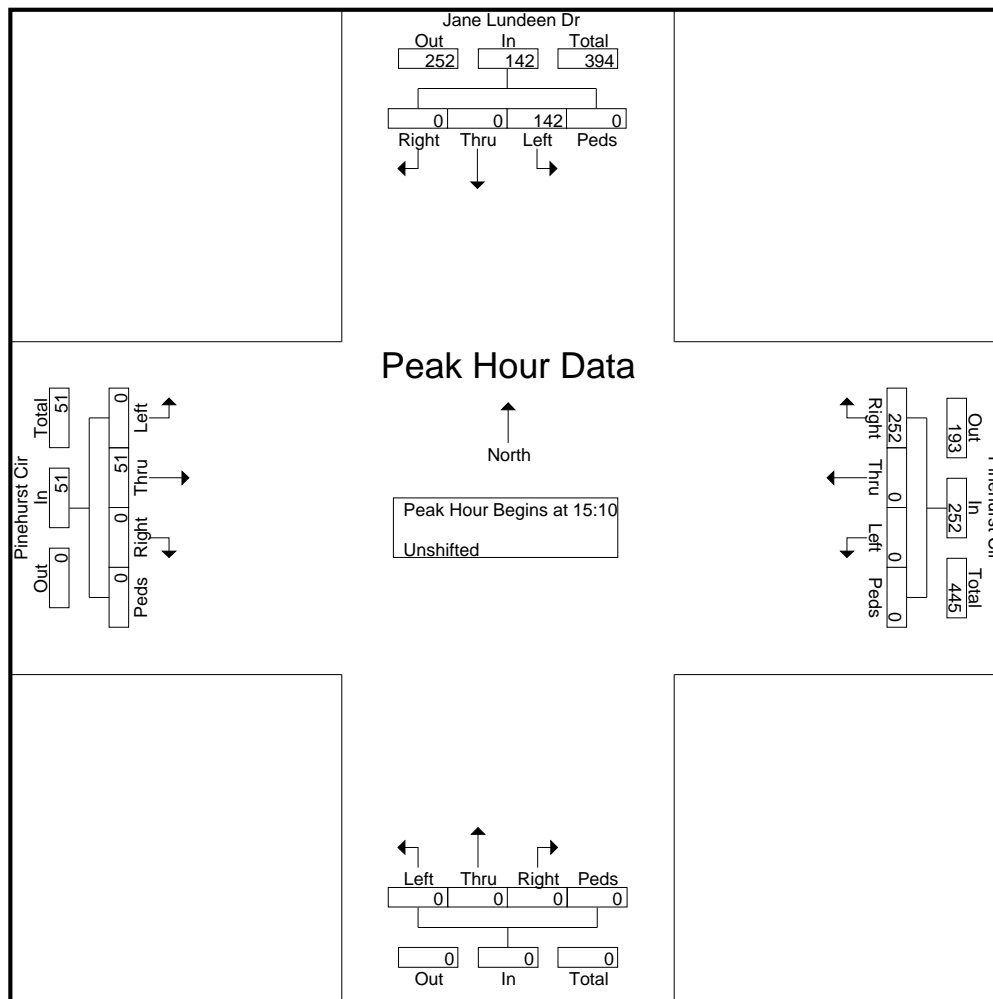 Jane Lundeen Dr
Out In Total
252 142 394
0 0 142 0
Right Thru Left Peds
Peak Hour Data
North
Peak Hour Begins at 15:10
Unshifted
Pinehurst Cir
Total In Out
51 51 0
0 51 0 0
Left Thru Right Peds
Out In Total
193 252 445
252 0 0 0
Right Thru Left Peds
Left Thru Right Peds
0 0 0 0
0 0 0
Out In Total